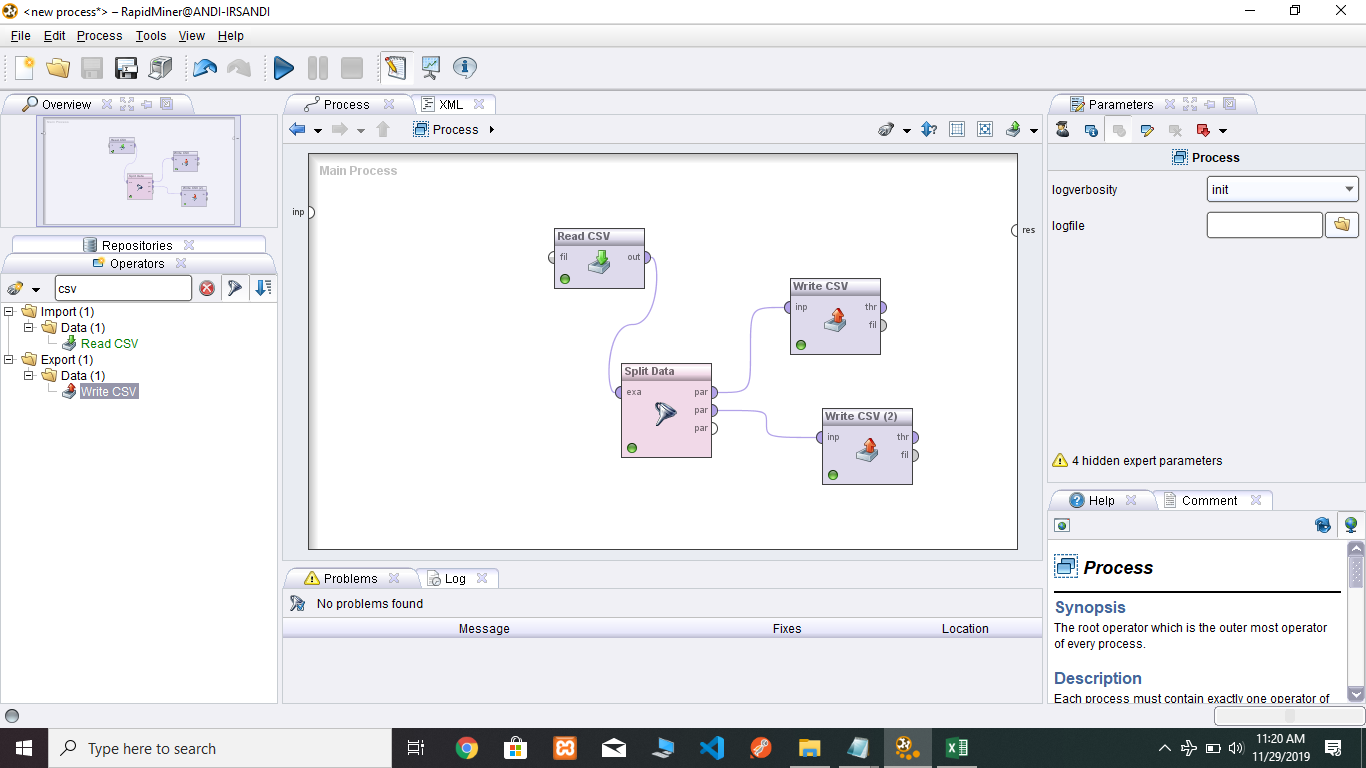 <new process*> – RapidMiner@ANDI-IRSANDI
File Edit Process Tools View Help
Overview
Process
XML
Parameters
Process
Process
Main Process
logverbosity
init
logfile
inp
res
Read CSV
fil out
Write CSV
inp thr
fil
Split Data
exa par
par
par
Write CSV (2)
inp thr
fil
Repositories
Operators
csv
Import (1)
Data (1)
Read CSV
Export (1)
Data (1)
Write CSV
4 hidden expert parameters
Help
Comment
Process
Synopsis
The root operator which is the outer most operator
of every process.
Description
Each process must contain exactly one operator of
Problems
Log
No problems found
Message Fixes Location
Type here to search
11:20 AM
11/29/2019